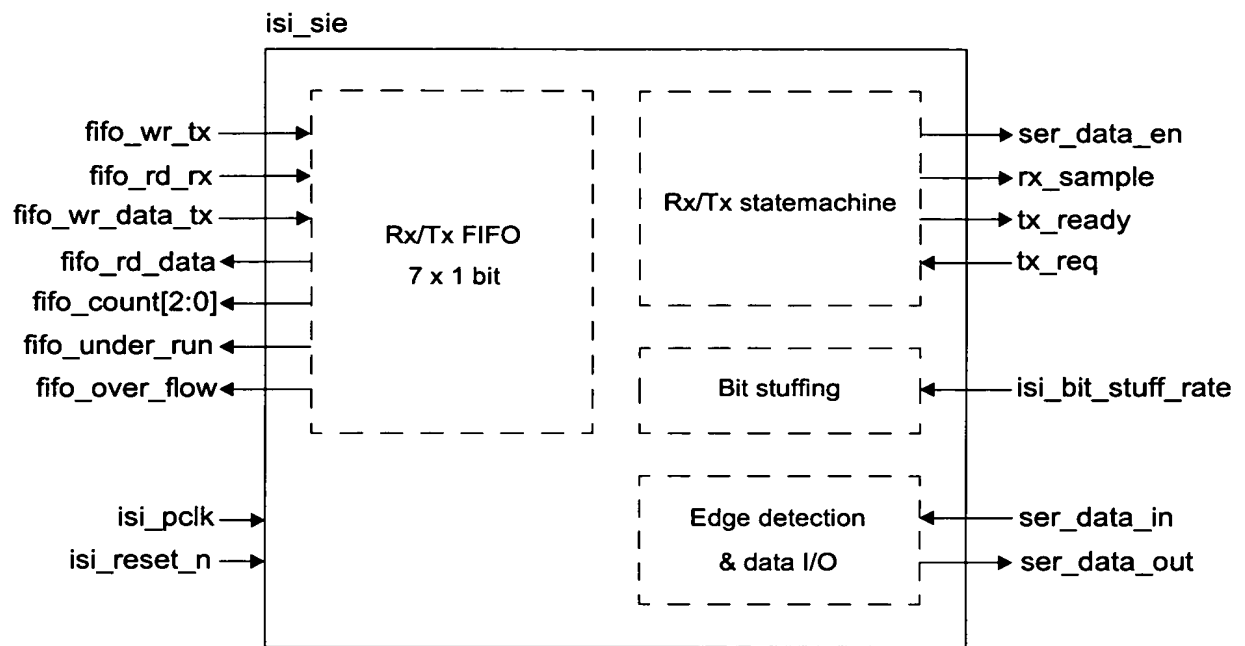 isi_sie
fifo_wr_tx
fifo_rd_rx
fifo_wr_data_tx
fifo_rd_data
fifo_count[2:0]
fifo_under_run
fifo_over_flow
isi_pclk
isi_reset_n
Rx/Tx FIFO
7 x 1 bit
Rx/Tx statemachine
Bit stuffing
Edge detection
& data I/O
ser_data_en
rx_sample
tx_ready
tx_req
isi_bit_stuff_rate
ser_data_in
ser_data_out